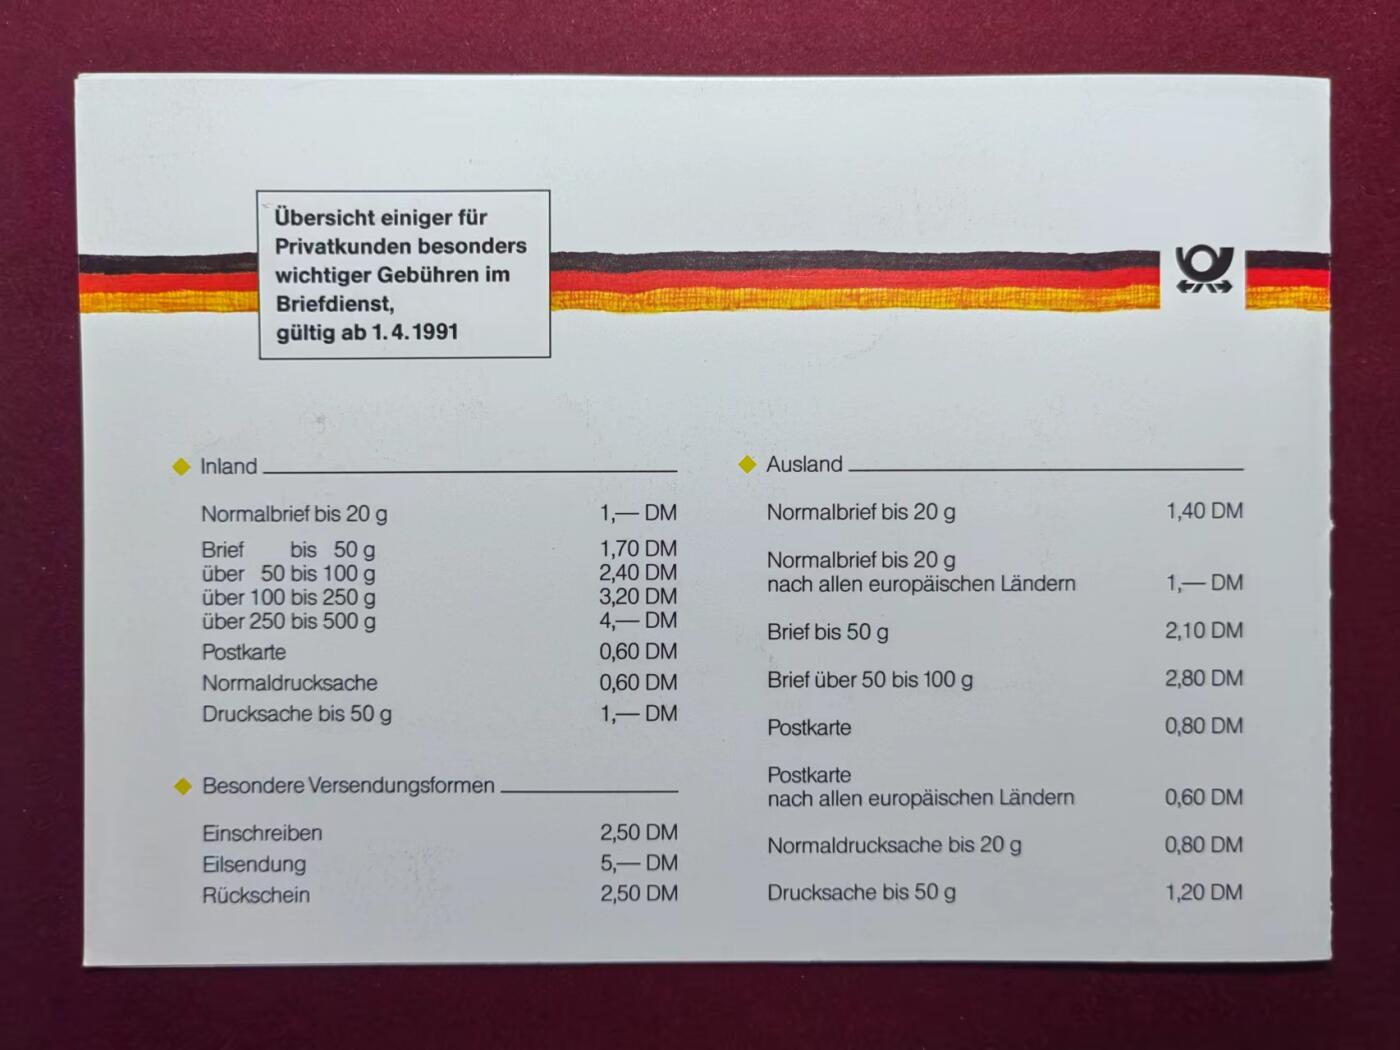 Übersicht einiger für
Privatkunden besonders
wichtiger Gebühren im
Briefdienst,
gültig ab 1. 4. 1991
Inland
Normalbrief bis 20 g 1,— DM
Brief bis 50 g 1,70 DM
über 50 bis 100 g 2,40 DM
über 100 bis 250 g 3,20 DM
über 250 bis 500 g 4,— DM
Postkarte 0,60 DM
Normaldrucksache 0,60 DM
Drucksache bis 50 g 1,— DM
Besondere Versendungsformen
Einschreiben 2,50 DM
Eilsendung 5,— DM
Rückschein 2,50 DM
Ausland
Normalbrief bis 20 g 1,40 DM
Normalbrief bis 20 g
nach allen europäischen Ländern 1,— DM
Brief bis 50 g 2,10 DM
Brief über 50 bis 100 g 2,80 DM
Postkarte 0,80 DM
Postkarte
nach allen europäischen Ländern 0,60 DM
Normaldrucksache bis 20 g 0,80 DM
Drucksache bis 50 g 1,20 DM